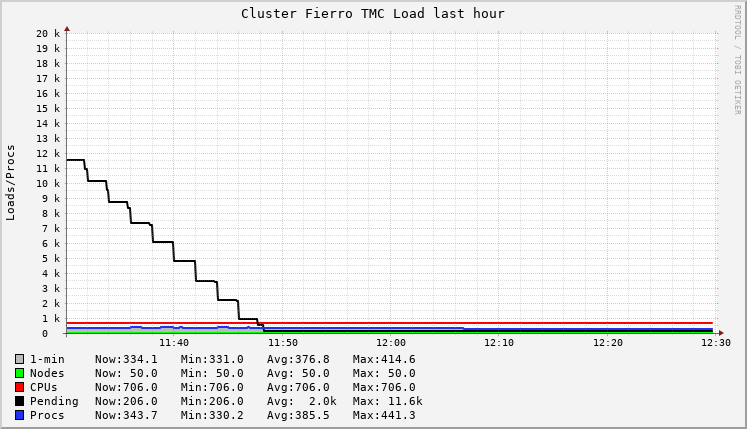 Cluster Fierro TMC Load last hour
RRDTOOL / TOBI OETIKER
Loads/Procs
20 k
19 k
18 k
17 k
16 k
15 k
14 k
13 k
12 k
11 k
10 k
9 k
8 k
7 k
6 k
5 k
4 k
3 k
2 k
1 k
0
11:40 11:50 12:00 12:10 12:20 12:30
1-min Now:334.1 Min:331.0 Avg:376.8 Max:414.6
Nodes Now: 50.0 Min: 50.0 Avg: 50.0 Max: 50.0
CPUs Now:706.0 Min:706.0 Avg:706.0 Max:706.0
Pending Now:206.0 Min:206.0 Avg: 2.0k Max: 11.6k
Procs Now:343.7 Min:330.2 Avg:385.5 Max:441.3